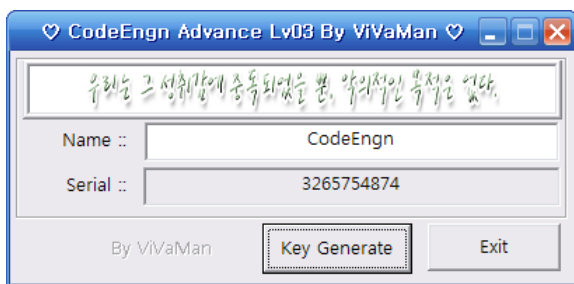 ♡ CodeEngn Advance Lv03 By ViVaMan ♡
우리는 그 성취감에 중독되었을 뿐, 악의적인 목적은 없다.
Name :: CodeEngn
Serial :: 3265754874
By ViVaMan Key Generate Exit